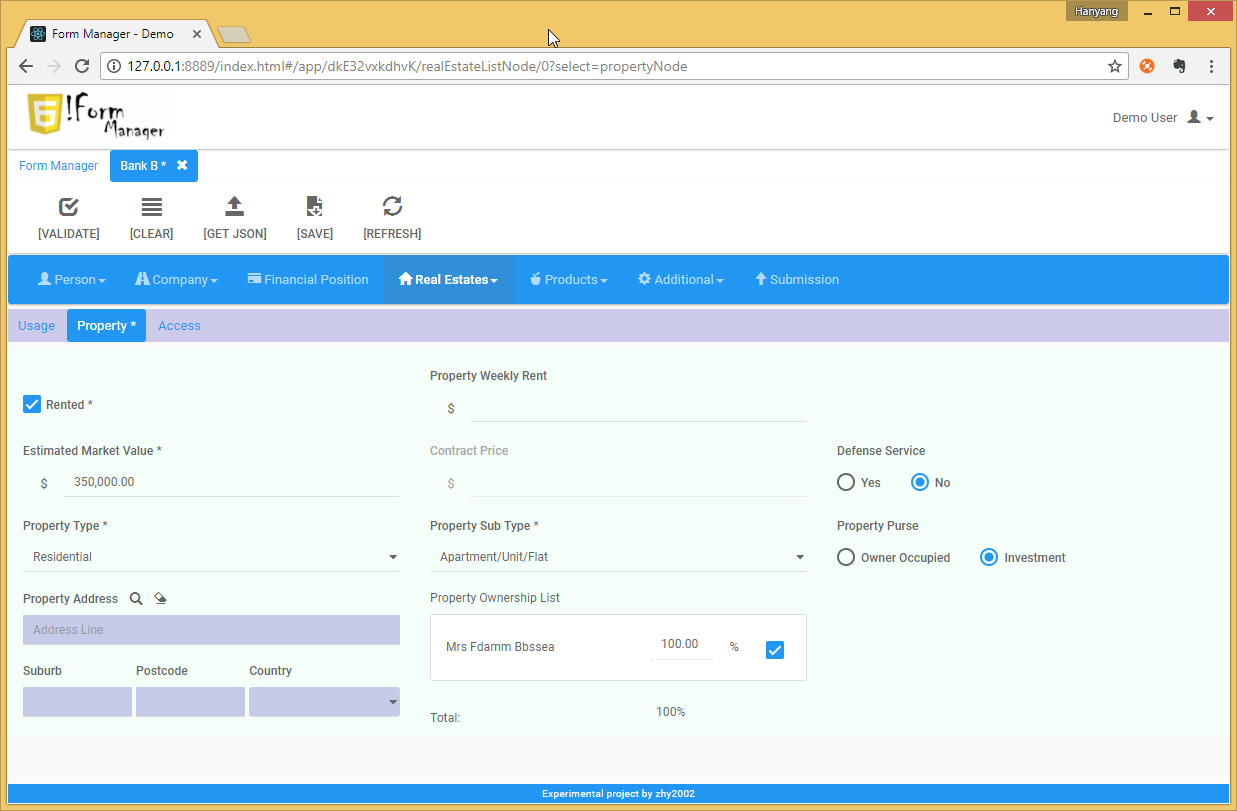 Hanyang
Form Manager - Demo
127.0.0.1:8889/index.html#/app/dkE32vxkdhvK/realEstateListNode/0?select=propertyNode
6 !Form Manager
Demo User
Form Manager Bank B *
[VALIDATE] [CLEAR] [GET JSON] [SAVE] [REFRESH]
Person Company Financial Position Real Estates Products Additional Submission
Usage Property * Access
Property Weekly Rent
Rented *
$
Estimated Market Value * Contract Price Defense Service
$ 350,000.00 $ Yes No
Property Type * Property Sub Type * Property Purse
Residential Apartment/Unit/Flat Owner Occupied Investment
Property Address Property Ownership List
Address Line
Mrs Fdamm Bbssea 100.00 %
Suburb Postcode Country
Total: 100%
Experimental project by zhy2002